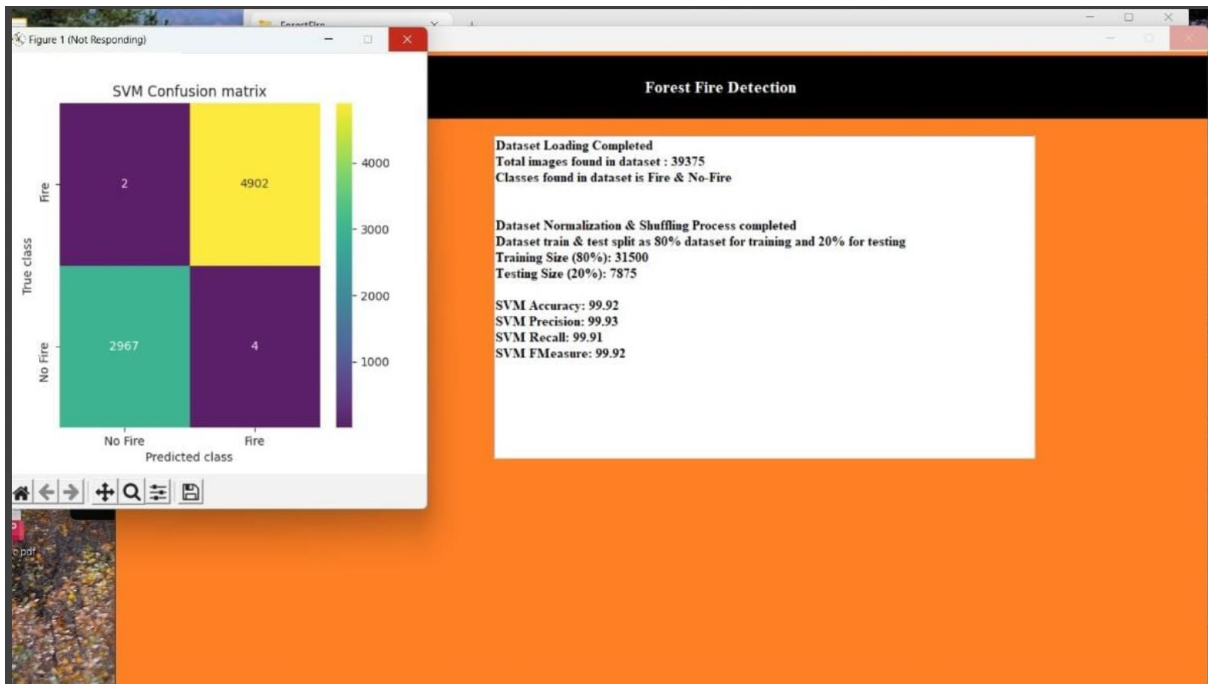 ForestFire
Figure 1 (Not Responding)
SVM Confusion matrix
Fire
No Fire
True class
2
4902
2967
4
No Fire
Fire
Predicted class
4000
3000
2000
1000
Forest Fire Detection
Dataset Loading Completed
Total images found in dataset : 39375
Classes found in dataset is Fire & No-Fire
Dataset Normalization & Shuffling Process completed
Dataset train & test split as 80% dataset for training and 20% for testing
Training Size (80%): 31500
Testing Size (20%): 7875
SVM Accuracy: 99.92
SVM Precision: 99.93
SVM Recall: 99.91
SVM FMeasure: 99.92